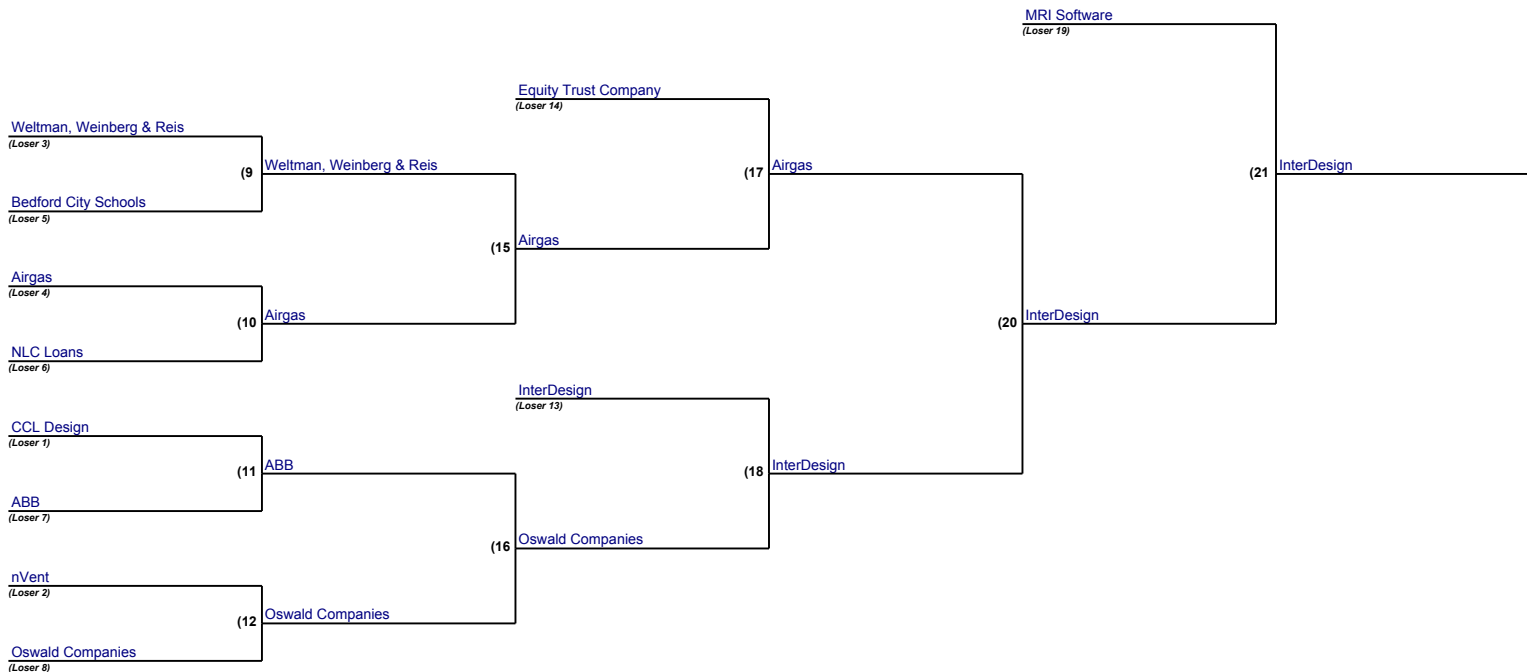 MRI Software
(Loser 19)
Equity Trust Company
(Loser 14)
Weltman, Weinberg & Reis
(Loser 3)
(9 Weltman, Weinberg & Reis
(17 Airgas
(21 InterDesign
Bedford City Schools
(Loser 5)
(15 Airgas
Airgas
(Loser 4)
(10 Airgas
(20 InterDesign
NLC Loans
(Loser 6)
InterDesign
(Loser 13)
CCL Design
(Loser 1)
(11 ABB
(18 InterDesign
ABB
(Loser 7)
(16 Oswald Companies
nVent
(Loser 2)
(12 Oswald Companies
Oswald Companies
(Loser 8)